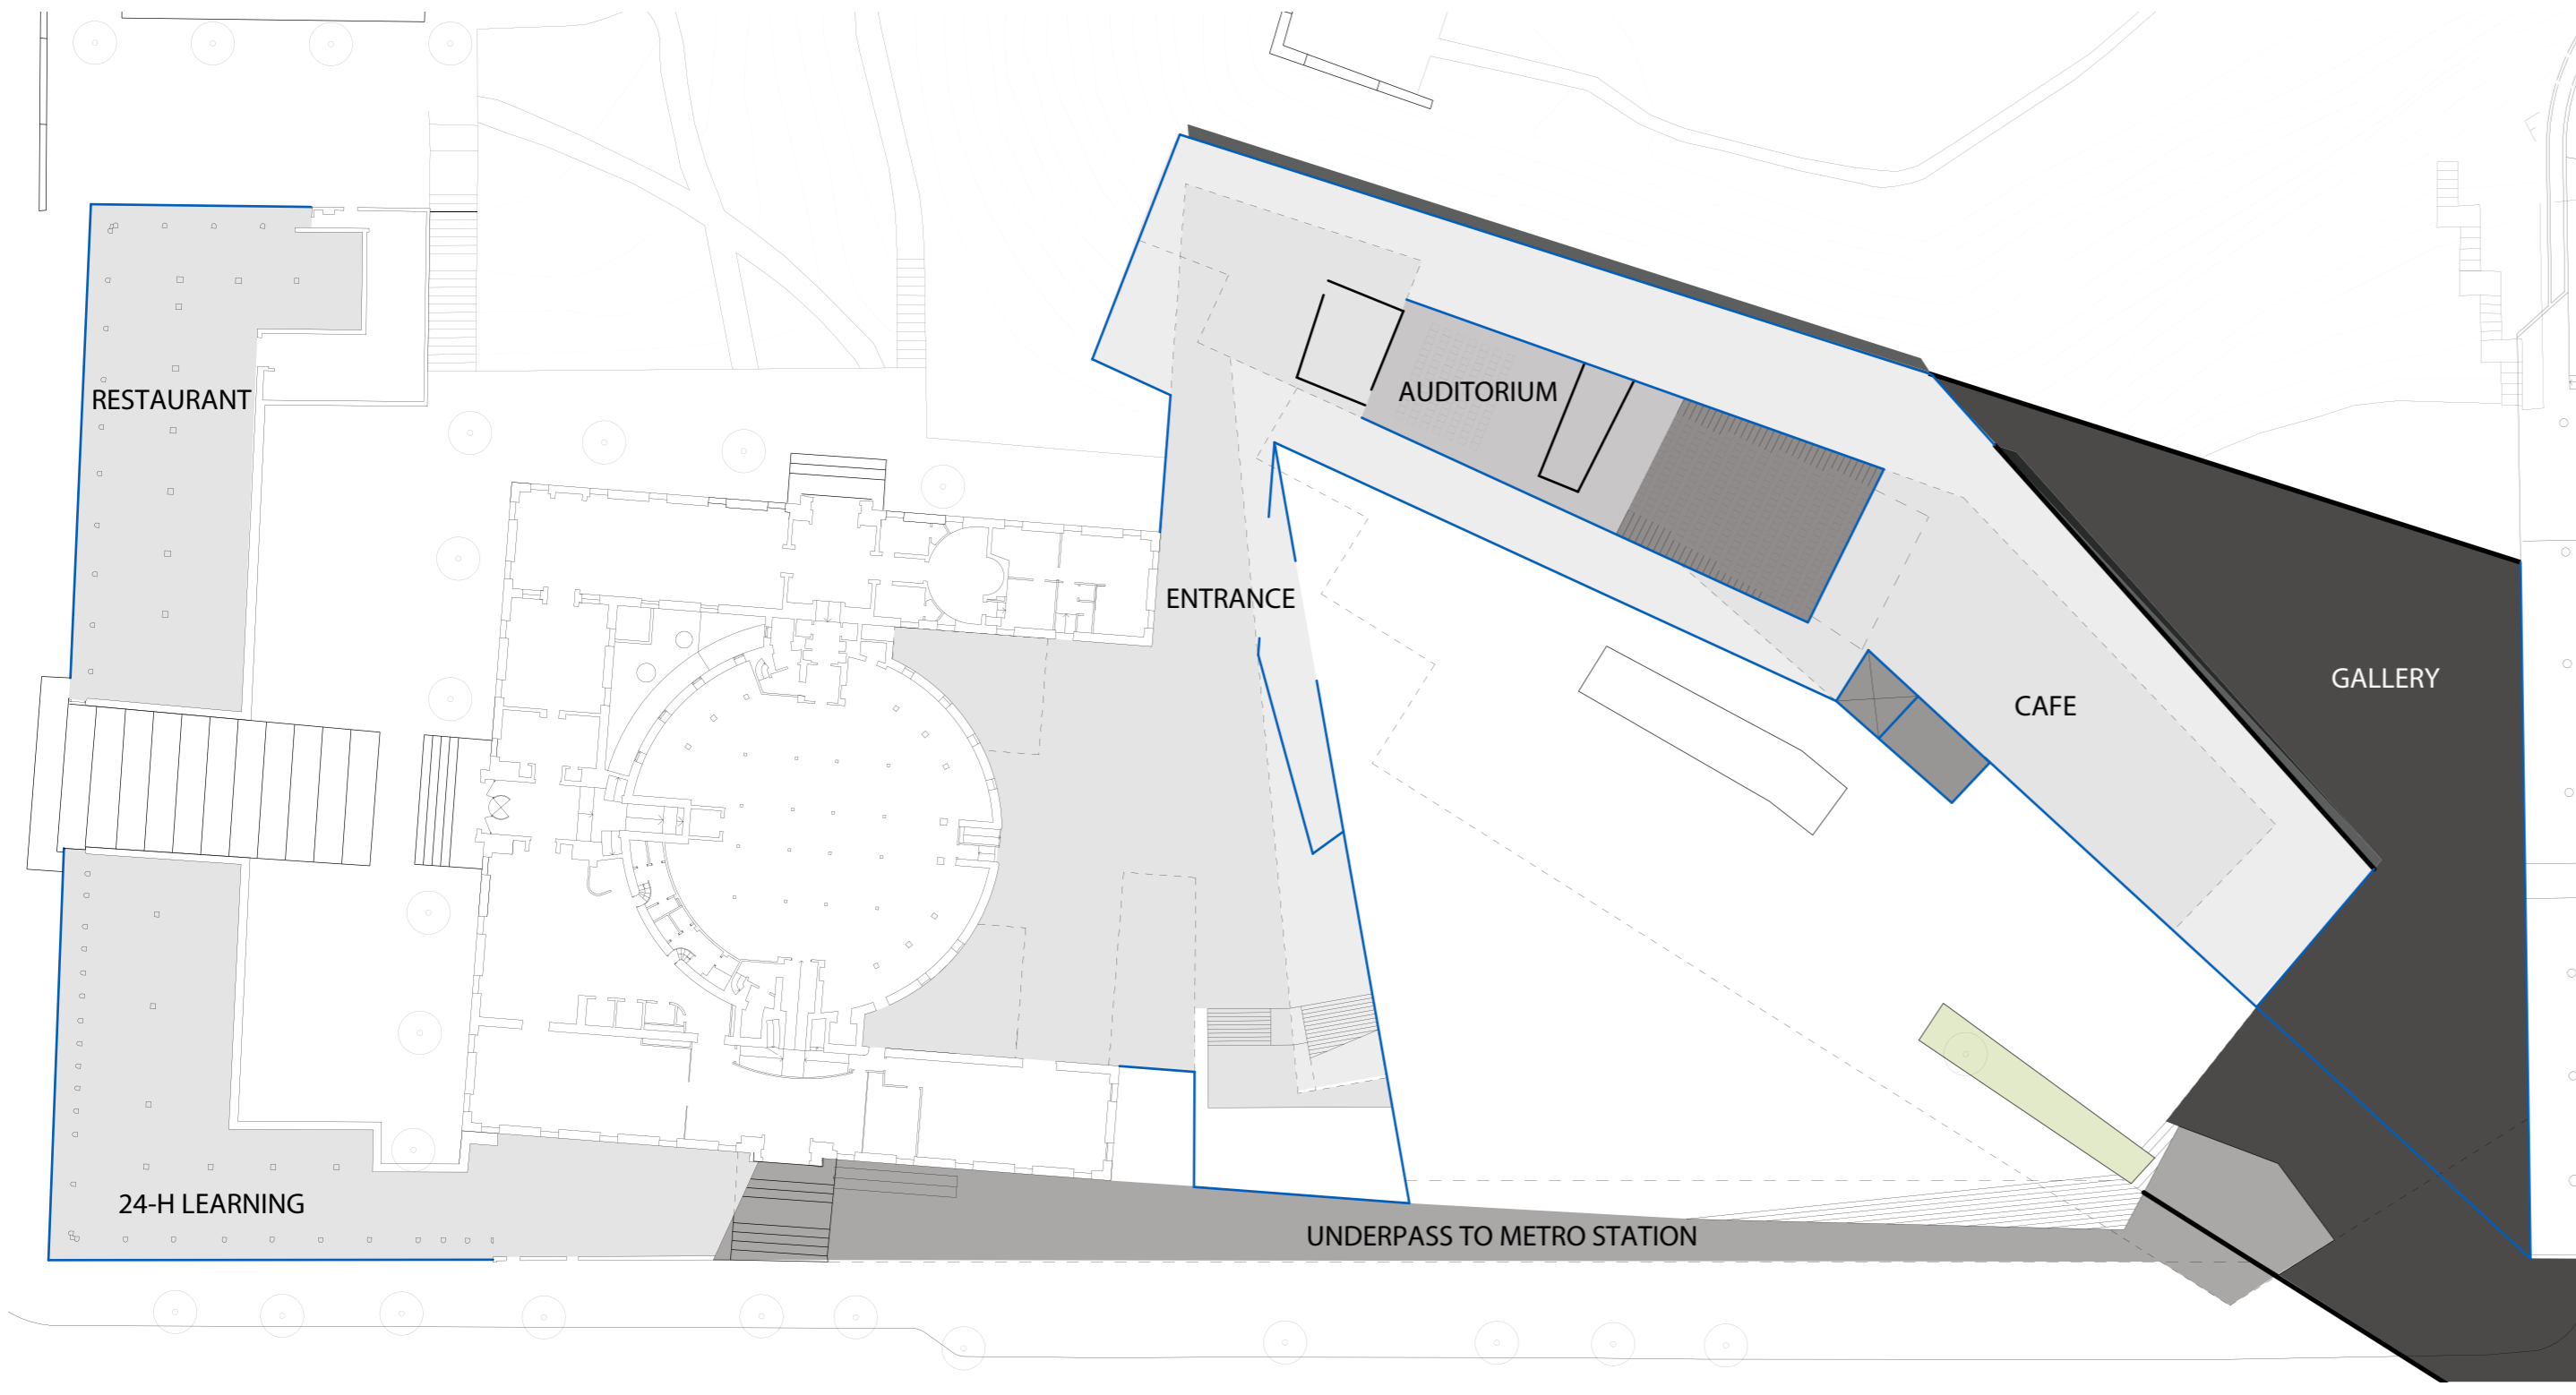 RESTAURANT
AUDITORIUM
ENTRANCE
GALLERY
CAFE
24-H LEARNING
UNDERPASS TO METRO STATION